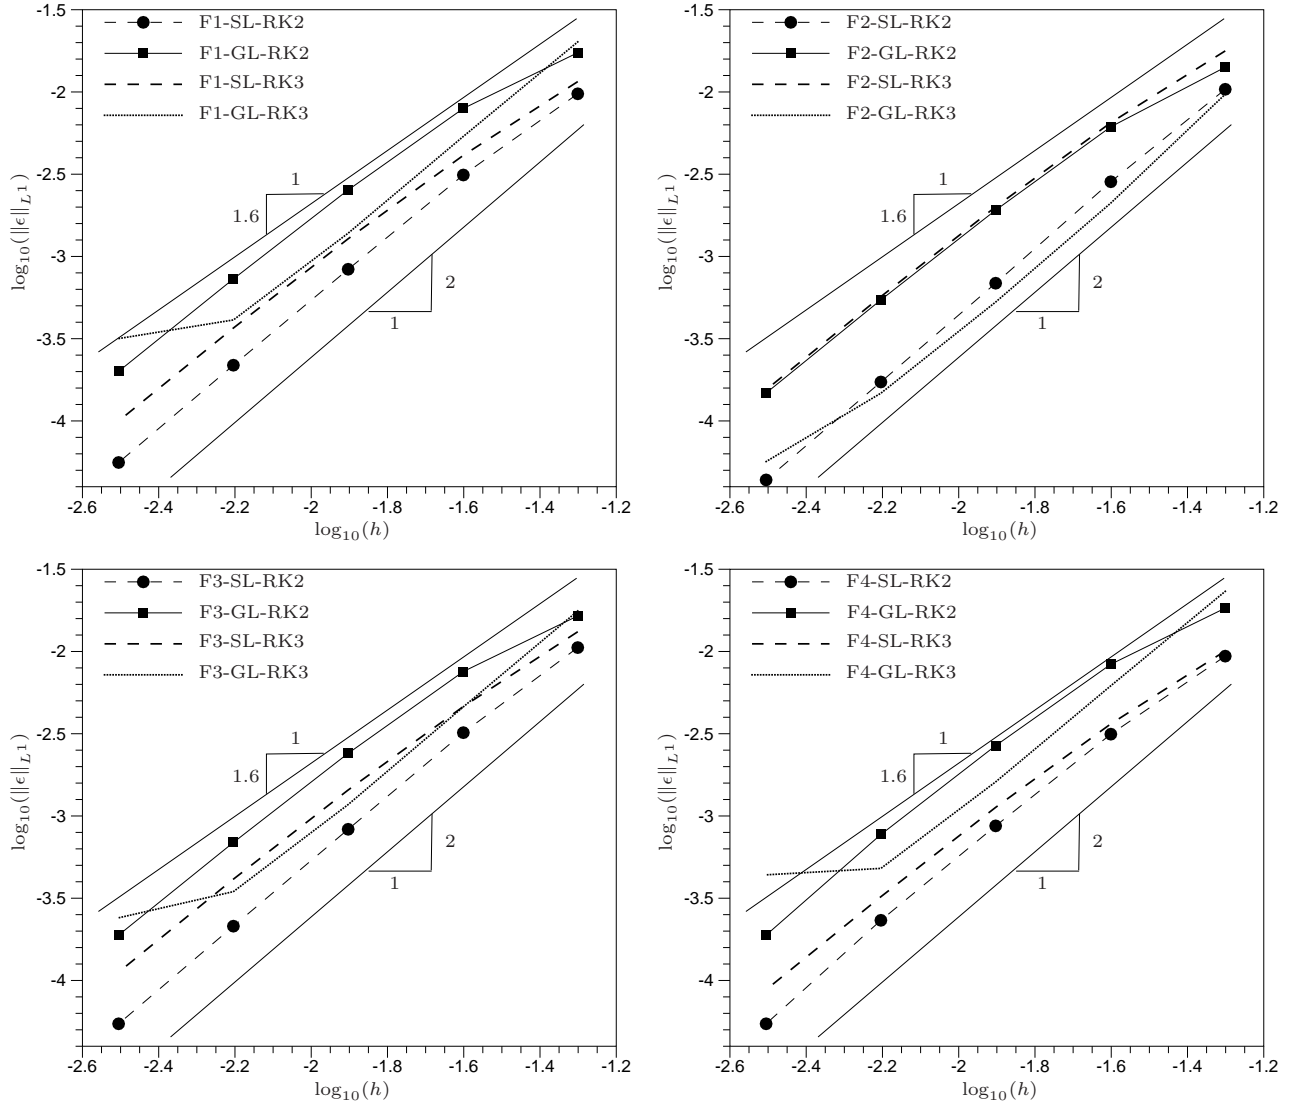 -1.5
-2
-2.5
-3
-3.5
-4
log₁₀(‖ϵ‖_{L¹})
F1-SL-RK2
F1-GL-RK2
F1-SL-RK3
F1-GL-RK3
1
1.6
2
1
-2.6 -2.4 -2.2 -2 -1.8 -1.6 -1.4 -1.2
log₁₀(h)
-1.5
-2
-2.5
-3
-3.5
-4
log₁₀(‖ϵ‖_{L¹})
F2-SL-RK2
F2-GL-RK2
F2-SL-RK3
F2-GL-RK3
1
1.6
2
1
-2.6 -2.4 -2.2 -2 -1.8 -1.6 -1.4 -1.2
log₁₀(h)
-1.5
-2
-2.5
-3
-3.5
-4
log₁₀(‖ϵ‖_{L¹})
F3-SL-RK2
F3-GL-RK2
F3-SL-RK3
F3-GL-RK3
1
1.6
2
1
-2.6 -2.4 -2.2 -2 -1.8 -1.6 -1.4 -1.2
log₁₀(h)
-1.5
-2
-2.5
-3
-3.5
-4
log₁₀(‖ϵ‖_{L¹})
F4-SL-RK2
F4-GL-RK2
F4-SL-RK3
F4-GL-RK3
1
1.6
2
1
-2.6 -2.4 -2.2 -2 -1.8 -1.6 -1.4 -1.2
log₁₀(h)